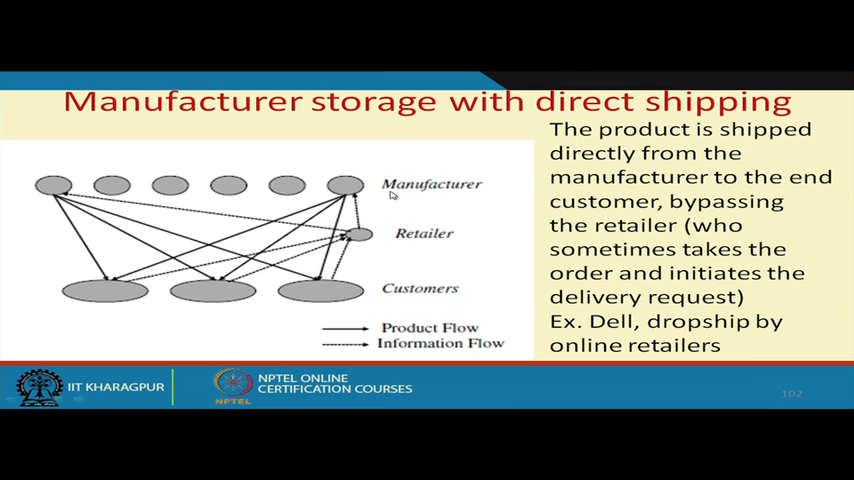 Manufacturer storage with direct shipping
The product is shipped
directly from the
manufacturer to the end
customer, bypassing
the retailer (who
sometimes takes the
order and initiates the
delivery request)
Ex. Dell, dropship by
online retailers
Manufacturer
Retailer
Customers
Product Flow
Information Flow
IIT KHARAGPUR
NPTEL
NPTEL ONLINE
CERTIFICATION COURSES
102